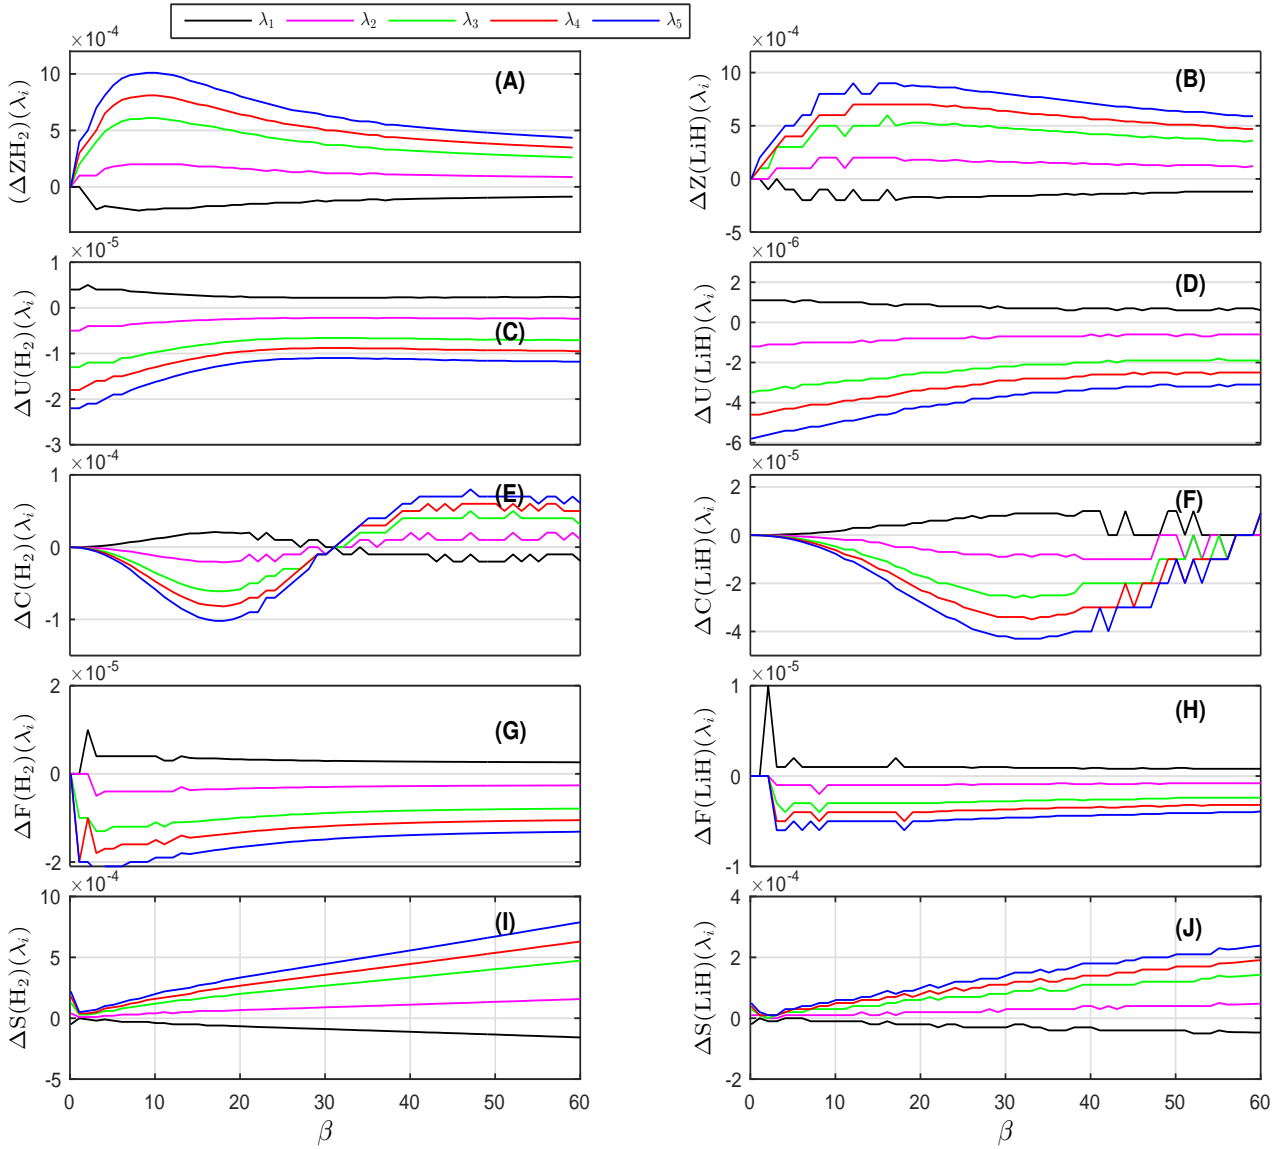 λ₁ λ₂ λ₃ λ₄ λ₅
×10⁻⁴
10
5
0
(ΔZH₂)(λᵢ)
(A)
×10⁻⁴
10
5
0
-5
ΔZ(LiH)(λᵢ)
(B)
×10⁻⁵
1
0
-1
-2
-3
ΔU(H₂)(λᵢ)
(C)
×10⁻⁶
2
0
-2
-4
-6
ΔU(LiH)(λᵢ)
(D)
×10⁻⁴
1
0
-1
ΔC(H₂)(λᵢ)
(E)
×10⁻⁵
2
0
-2
-4
ΔC(LiH)(λᵢ)
(F)
×10⁻⁵
2
0
-2
ΔF(H₂)(λᵢ)
(G)
×10⁻⁵
1
0
-1
ΔF(LiH)(λᵢ)
(H)
×10⁻⁴
10
5
0
-5
ΔS(H₂)(λᵢ)
(I)
0 10 20 30 40 50 60
β
×10⁻⁴
4
2
0
-2
ΔS(LiH)(λᵢ)
(J)
0 10 20 30 40 50 60
β